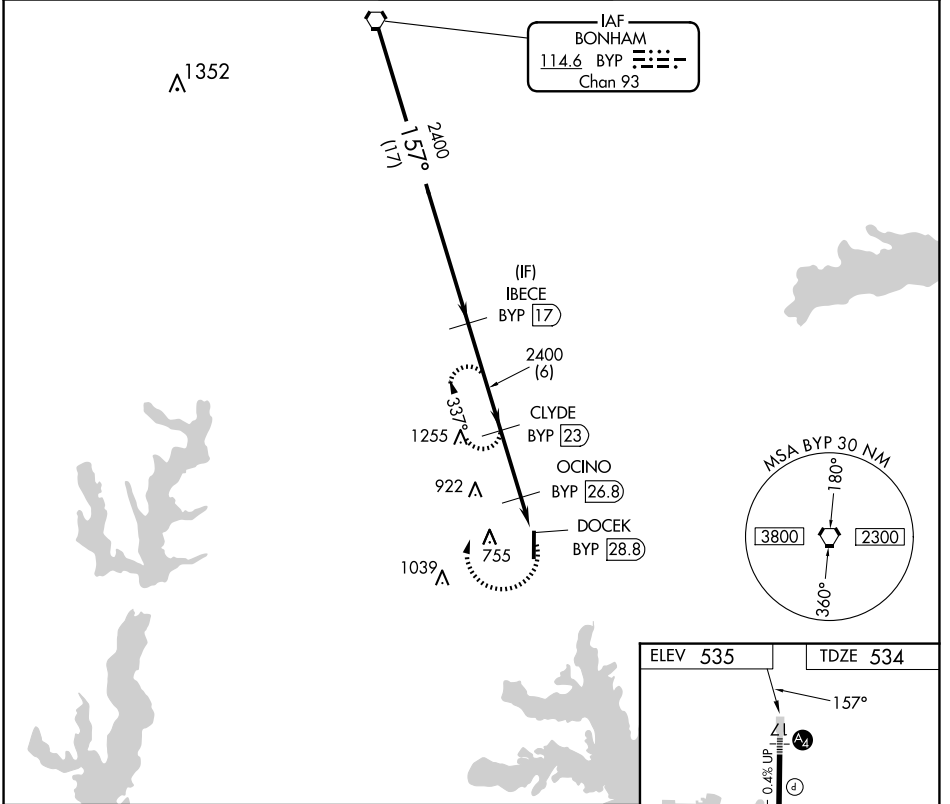 IAF
BONHAM
114.6 BYP
Chan 93
1352
2400
157°
(17)
(IF)
IBECE
BYP 17
2400
(6)
337°
CLYDE
BYP 23
1255
OCINO
BYP 26.8
922
DOCEK
BYP 28.8
755
1039
MSA BYP 30 NM
180°
3800
2300
360°
ELEV 535
TDZE 534
157°
17
A4
0.4% UP
P